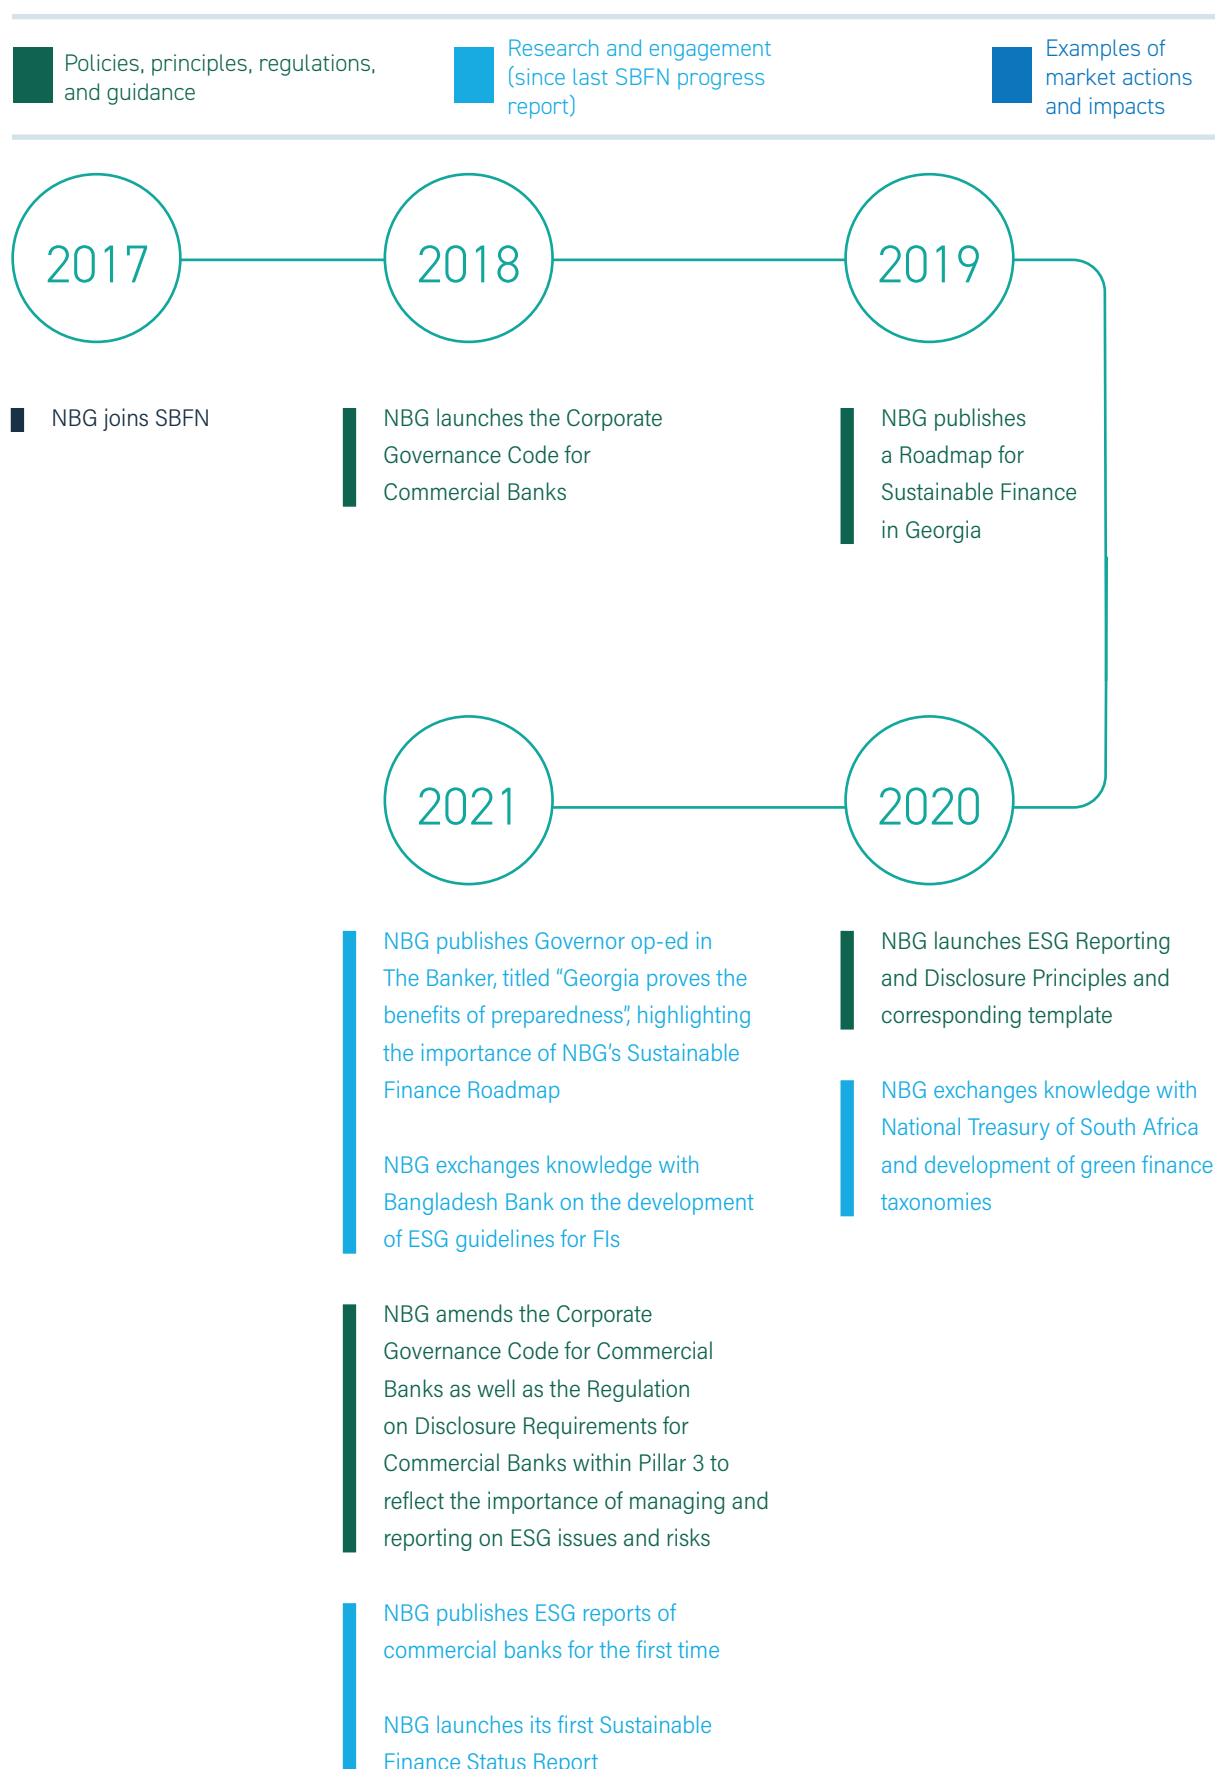 Policies, principles, regulations,
and guidance
Research and engagement
(since last SBFN progress
report)
Examples of
market actions
and impacts
2017
2018
2019
NBG joins SBFN
NBG launches the Corporate
Governance Code for
Commercial Banks
NBG publishes
a Roadmap for
Sustainable Finance
in Georgia
2021
2020
NBG publishes Governor op-ed in
The Banker, titled “Georgia proves the
benefits of preparedness”, highlighting
the importance of NBG’s Sustainable
Finance Roadmap
NBG exchanges knowledge with
Bangladesh Bank on the development
of ESG guidelines for FIs
NBG amends the Corporate
Governance Code for Commercial
Banks as well as the Regulation
on Disclosure Requirements for
Commercial Banks within Pillar 3 to
reflect the importance of managing and
reporting on ESG issues and risks
NBG publishes ESG reports of
commercial banks for the first time
NBG launches its first Sustainable
Finance Status Report
NBG launches ESG Reporting
and Disclosure Principles and
corresponding template
NBG exchanges knowledge with
National Treasury of South Africa
and development of green finance
taxonomies